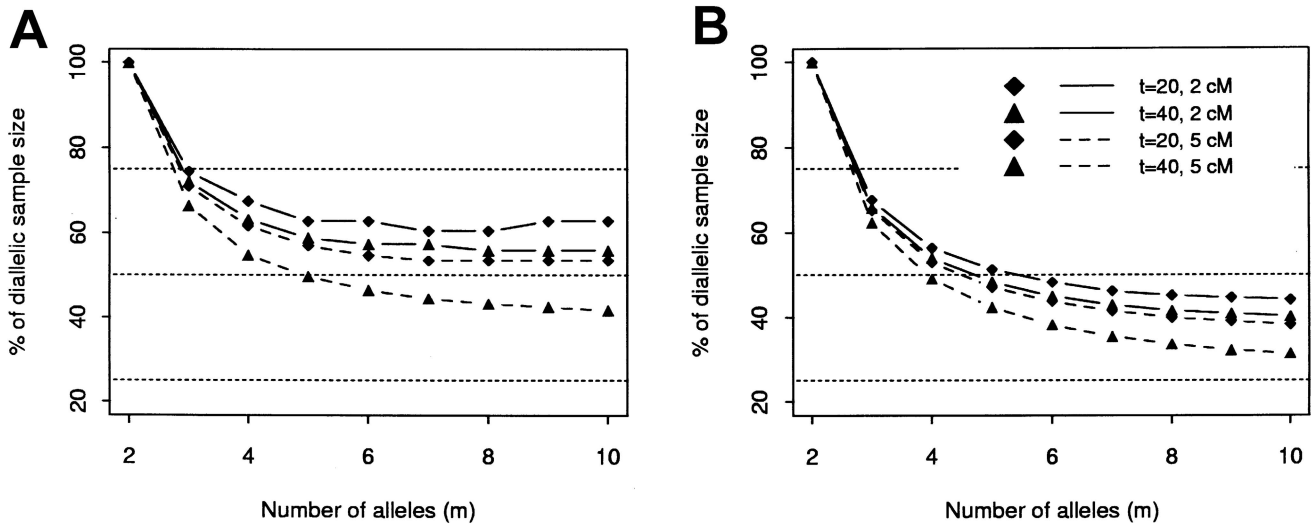 A
% of diallelic sample size
100
80
60
40
20
2 4 6 8 10
Number of alleles (m)
B
% of diallelic sample size
100
80
60
40
20
t=20, 2 cM
t=40, 2 cM
t=20, 5 cM
t=40, 5 cM
2 4 6 8 10
Number of alleles (m)